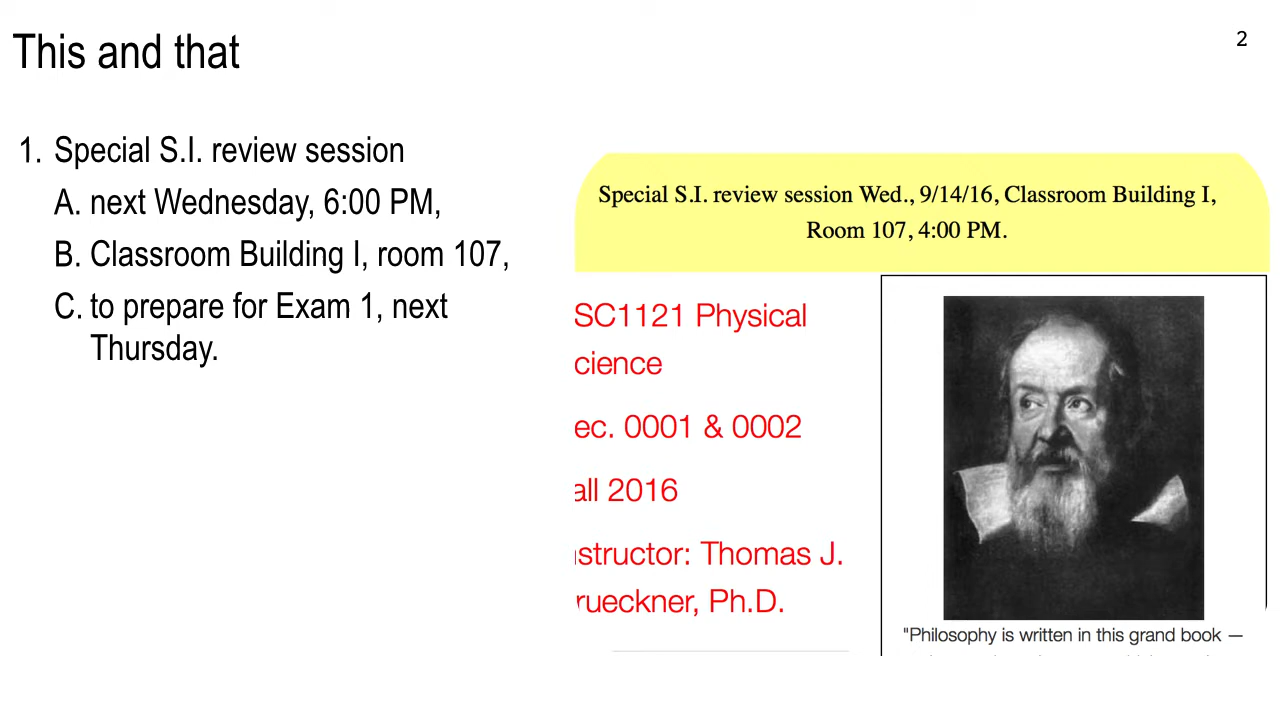 This and that
2
1. Special S.I. review session
A. next Wednesday, 6:00 PM,
B. Classroom Building I, room 107,
C. to prepare for Exam 1, next
Thursday.
Special S.I. review session Wed., 9/14/16, Classroom Building I,
Room 107, 4:00 PM.
SC1121 Physical
cience
ec. 0001 & 0002
all 2016
nstructor: Thomas J.
rueckner, Ph.D.
"Philosophy is written in this grand book —